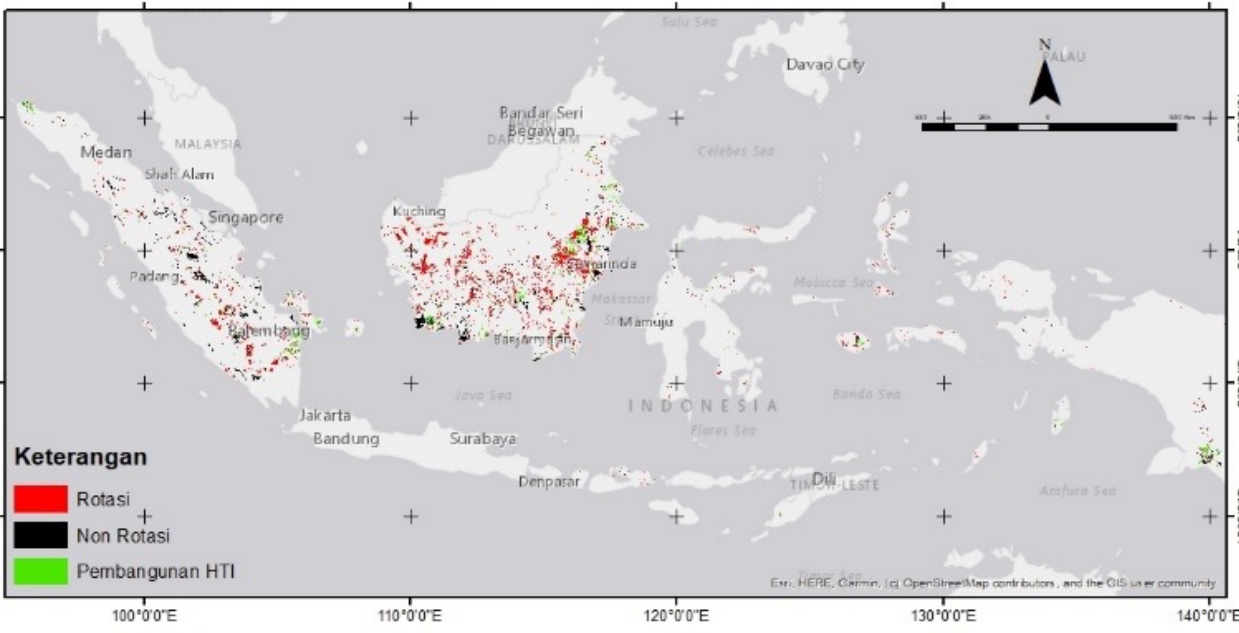 Sulu Sea
N
PALAU
Davao City
Bandar Seri
Begawan
DARUSSALAM
Medan
MALAYSIA
Shah Alam
Celebes Sea
Kuching
Singapore
Padang
Samarinda
Molucca Sea
Makassar
Palembang
Mamuju
Banjarmasin
Java Sea
Banda Sea
INDONESIA
Jakarta
Flores Sea
Bandung
Surabaya
Keterangan
Denpasar
Dili
TIMOR-LESTE
Arafura Sea
Rotasi
Non Rotasi
Pembangunan HTI
Timor Sea
Esri, HERE, Garmin, (c) OpenStreetMap contributors, and the GIS user community
100°0'0"E
110°0'0"E
120°0'0"E
130°0'0"E
140°0'0"E